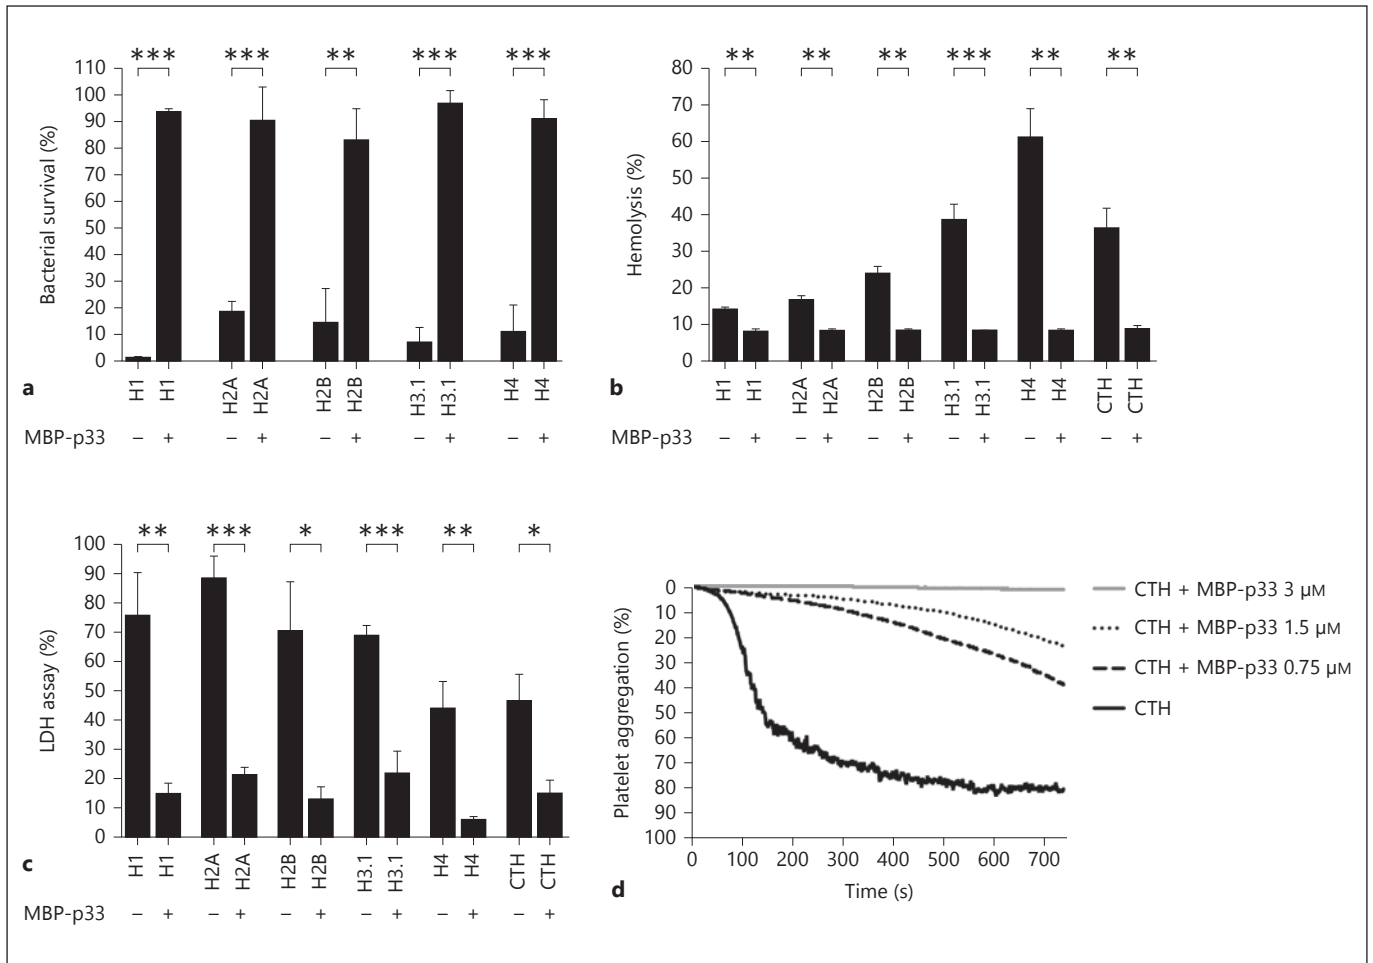 *** *** ** *** ***
110
100
90
80
70
60
50
40
30
20
10
0
Bacterial survival (%)
H1 H1 H2A H2A H2B H2B H3.1 H3.1 H4 H4
a
MBP-p33 – + – + – + – + – +
** ** ** *** ** **
80
70
60
50
40
30
20
10
0
Hemolysis (%)
H1 H1 H2A H2A H2B H2B H3.1 H3.1 H4 H4 CTH CTH
b
MBP-p33 – + – + – + – + – + – +
** *** * *** ** *
100
90
80
70
60
50
40
30
20
10
0
LDH assay (%)
H1 H1 H2A H2A H2B H2B H3.1 H3.1 H4 H4 CTH CTH
c
MBP-p33 – + – + – + – + – + – +
0
10
20
30
40
50
60
70
80
90
100
Platelet aggregation (%)
0 100 200 300 400 500 600 700
Time (s)
d
CTH + MBP-p33 3 µM
CTH + MBP-p33 1.5 µM
CTH + MBP-p33 0.75 µM
CTH